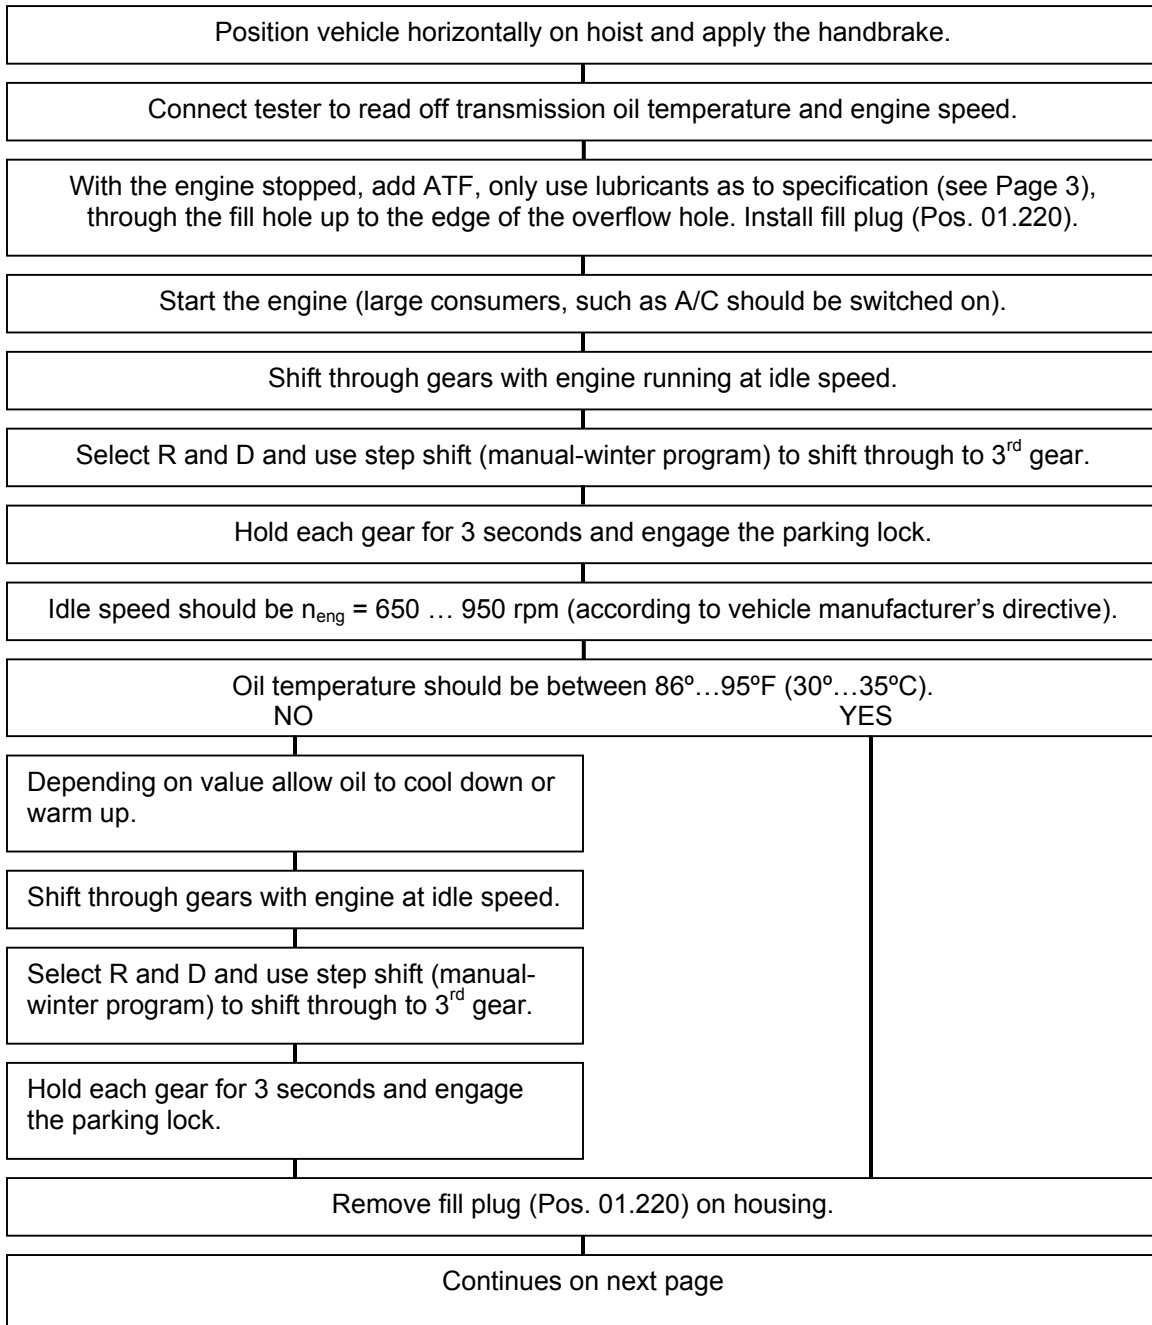 Position vehicle horizontally on hoist and apply the handbrake.
Connect tester to read off transmission oil temperature and engine speed.
With the engine stopped, add ATF, only use lubricants as to specification (see Page 3),
through the fill hole up to the edge of the overflow hole. Install fill plug (Pos. 01.220).
Start the engine (large consumers, such as A/C should be switched on).
Shift through gears with engine running at idle speed.
Select R and D and use step shift (manual-winter program) to shift through to 3rd gear.
Hold each gear for 3 seconds and engage the parking lock.
Idle speed should be neng = 650 … 950 rpm (according to vehicle manufacturer’s directive).
Oil temperature should be between 86º…95ºF (30º…35ºC).
NO YES
Depending on value allow oil to cool down or
warm up.
Shift through gears with engine at idle speed.
Select R and D and use step shift (manual-
winter program) to shift through to 3rd gear.
Hold each gear for 3 seconds and engage
the parking lock.
Remove fill plug (Pos. 01.220) on housing.
Continues on next page